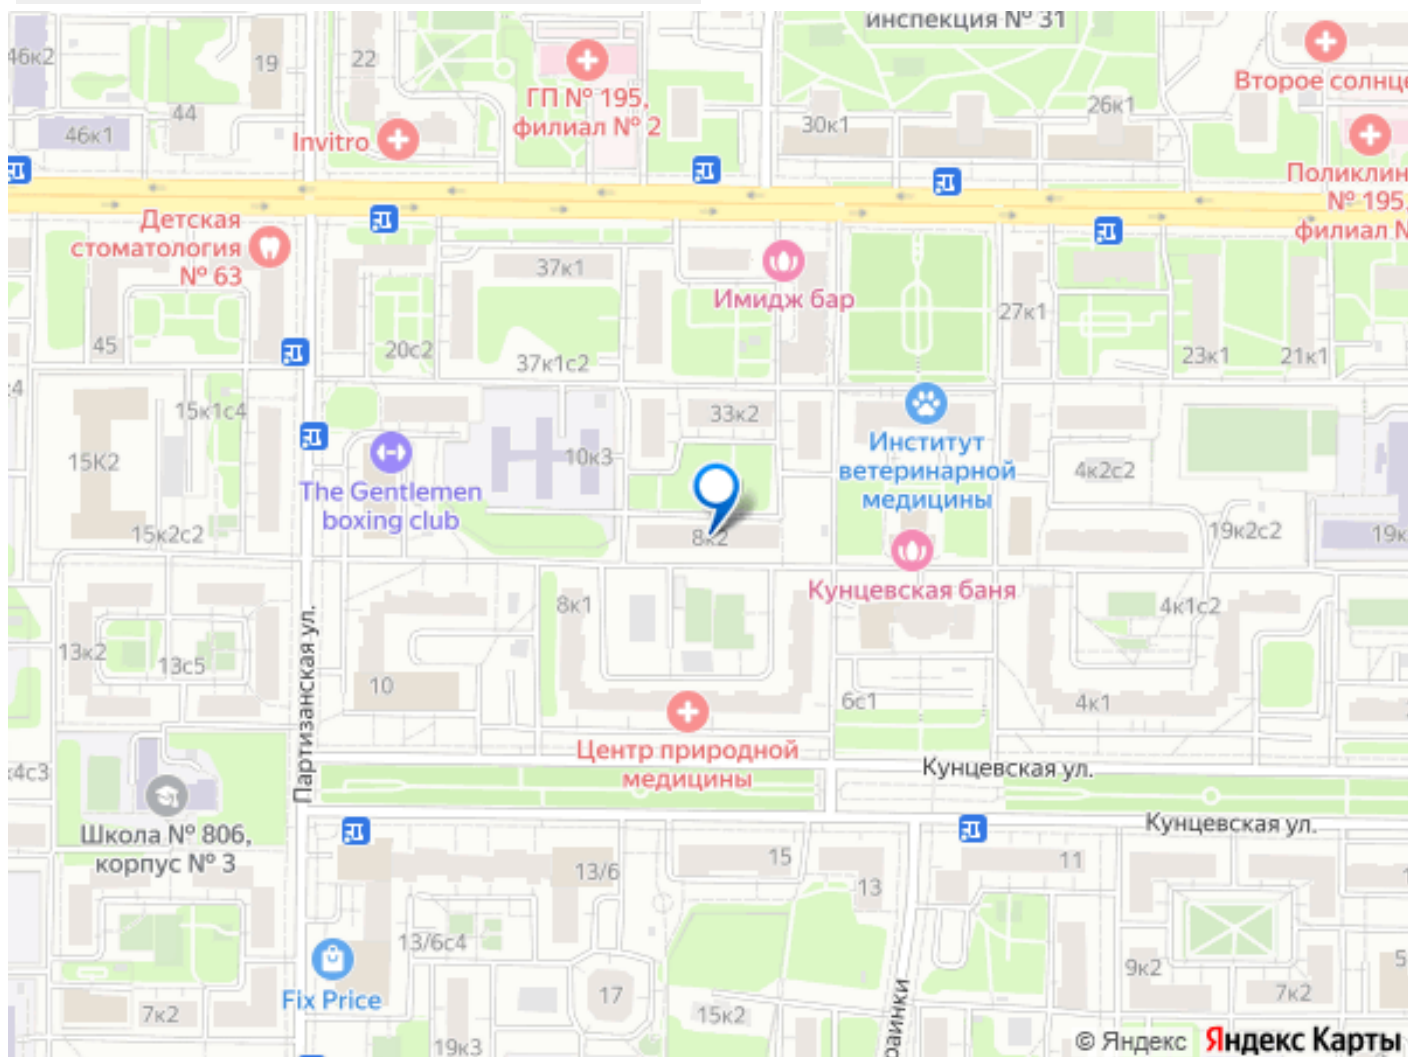 инспекция № 31
46к2
19
22
ГП № 195,
филиал № 2
Второе солнце
44
46к1
Invitro
30к1
26к1
№ 195,
Детская
стоматология
№ 63
37к1
Имидж бар
27к1
45
20с2
37к1с2
23к1
21к1
15к1с4
33к2
15К2
The Gentlemen
boxing club
10к3
Институт
ветеринарной
медицины
4к2с2
15к2с2
8к2
19к2с2
Кунцевская баня
8к1
4к1с2
13к2
13с5
10
6с1
4к1
Партизанская ул.
Центр природной
медицины
Кунцевская ул.
Кунцевская ул.
Школа № 806,
корпус № 3
13/6
15
13
11
13/6с4
Fix Price
7к2
19к3
17
15к2
9к2
7к2
© Яндекс Яндекс Карты